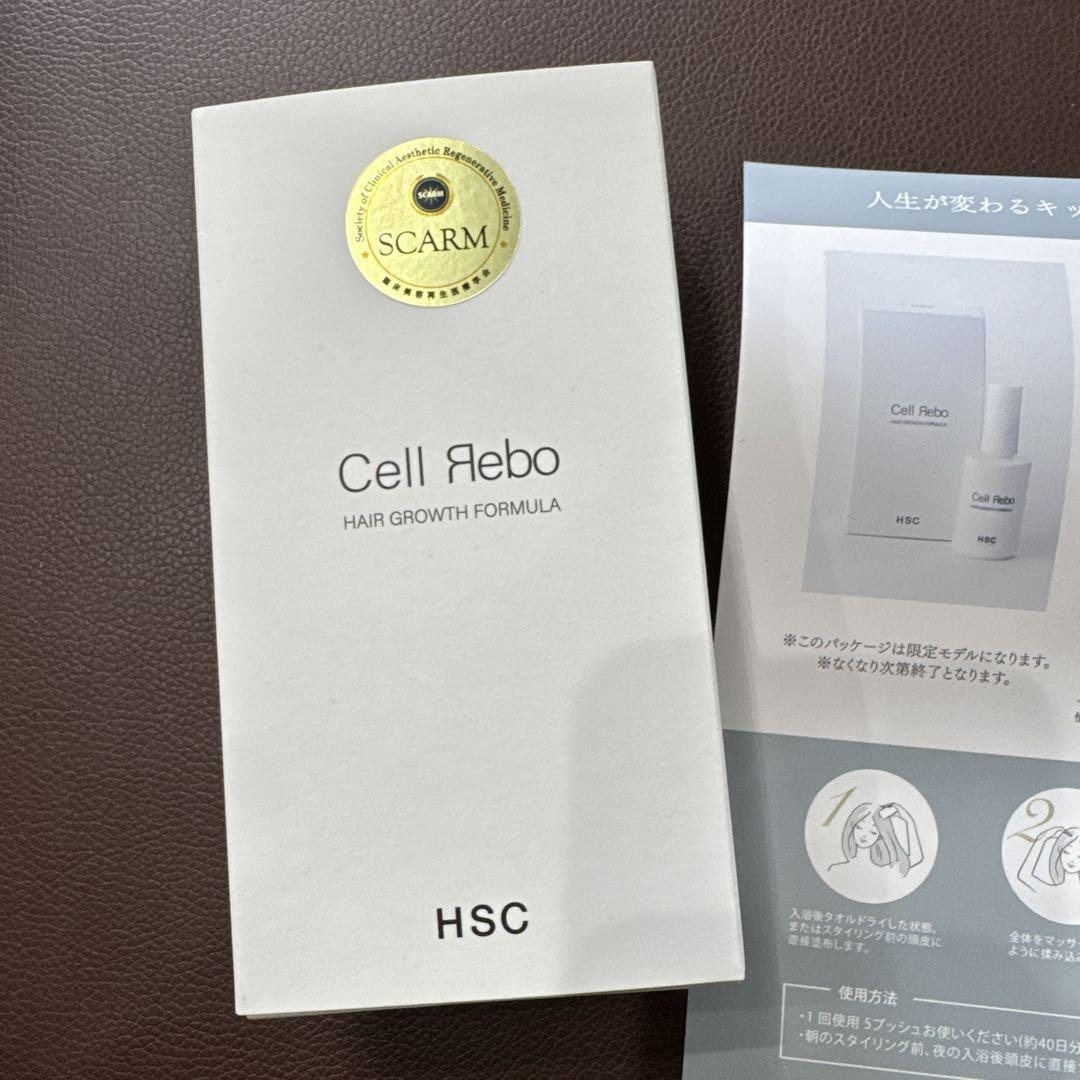 Society of Clinical Aesthetic Regenerative Medicine
SCARM
SCARM
臨床美容再生医療学会
Cell Яebo
HAIR GROWTH FORMULA
HSC
人生が変わるキッ
Cell Яebo
HAIR GROWTH FORMULA
HSC
Cell Яebo
HAIR GROWTH FORMULA
HSC
※このパッケージは限定モデルになります。
※なくなり次第終了となります。
1
2
入浴後タオルドライした状態、
またはスタイリング前の頭皮に
直接塗布します。
全体をマッサ
ように揉み込
使用方法
・1回使用 5プッシュお使いください(約40日分
・朝のスタイリング前、夜の入浴後頭皮に直接